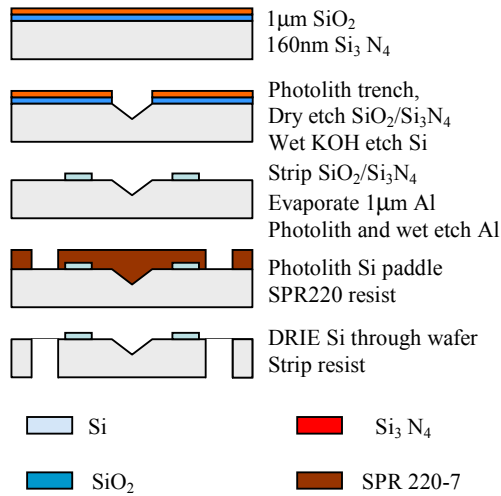 1μm SiO₂
160nm Si₃ N₄
Photolith trench,
Dry etch SiO₂/Si₃N₄
Wet KOH etch Si
Strip SiO₂/Si₃N₄
Evaporate 1μm Al
Photolith and wet etch Al
Photolith Si paddle
SPR220 resist
DRIE Si through wafer
Strip resist
Si
Si₃ N₄
SiO₂
SPR 220-7